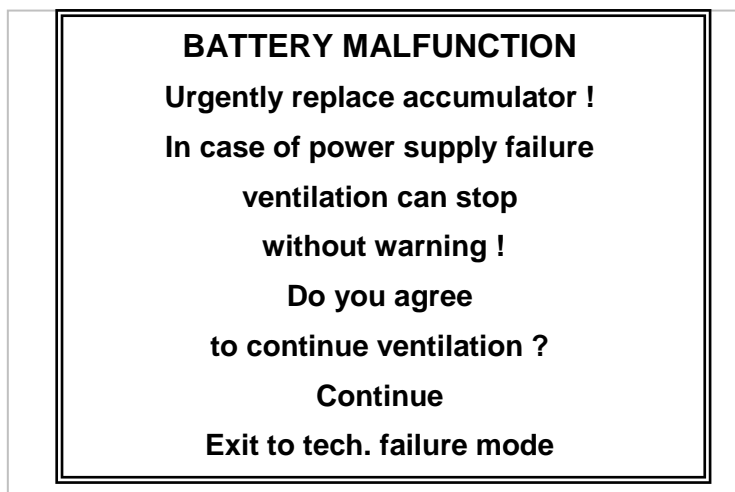 BATTERY MALFUNCTION
Urgently replace accumulator !
In case of power supply failure
ventilation can stop
without warning !
Do you agree
to continue ventilation ?
Continue
Exit to tech. failure mode